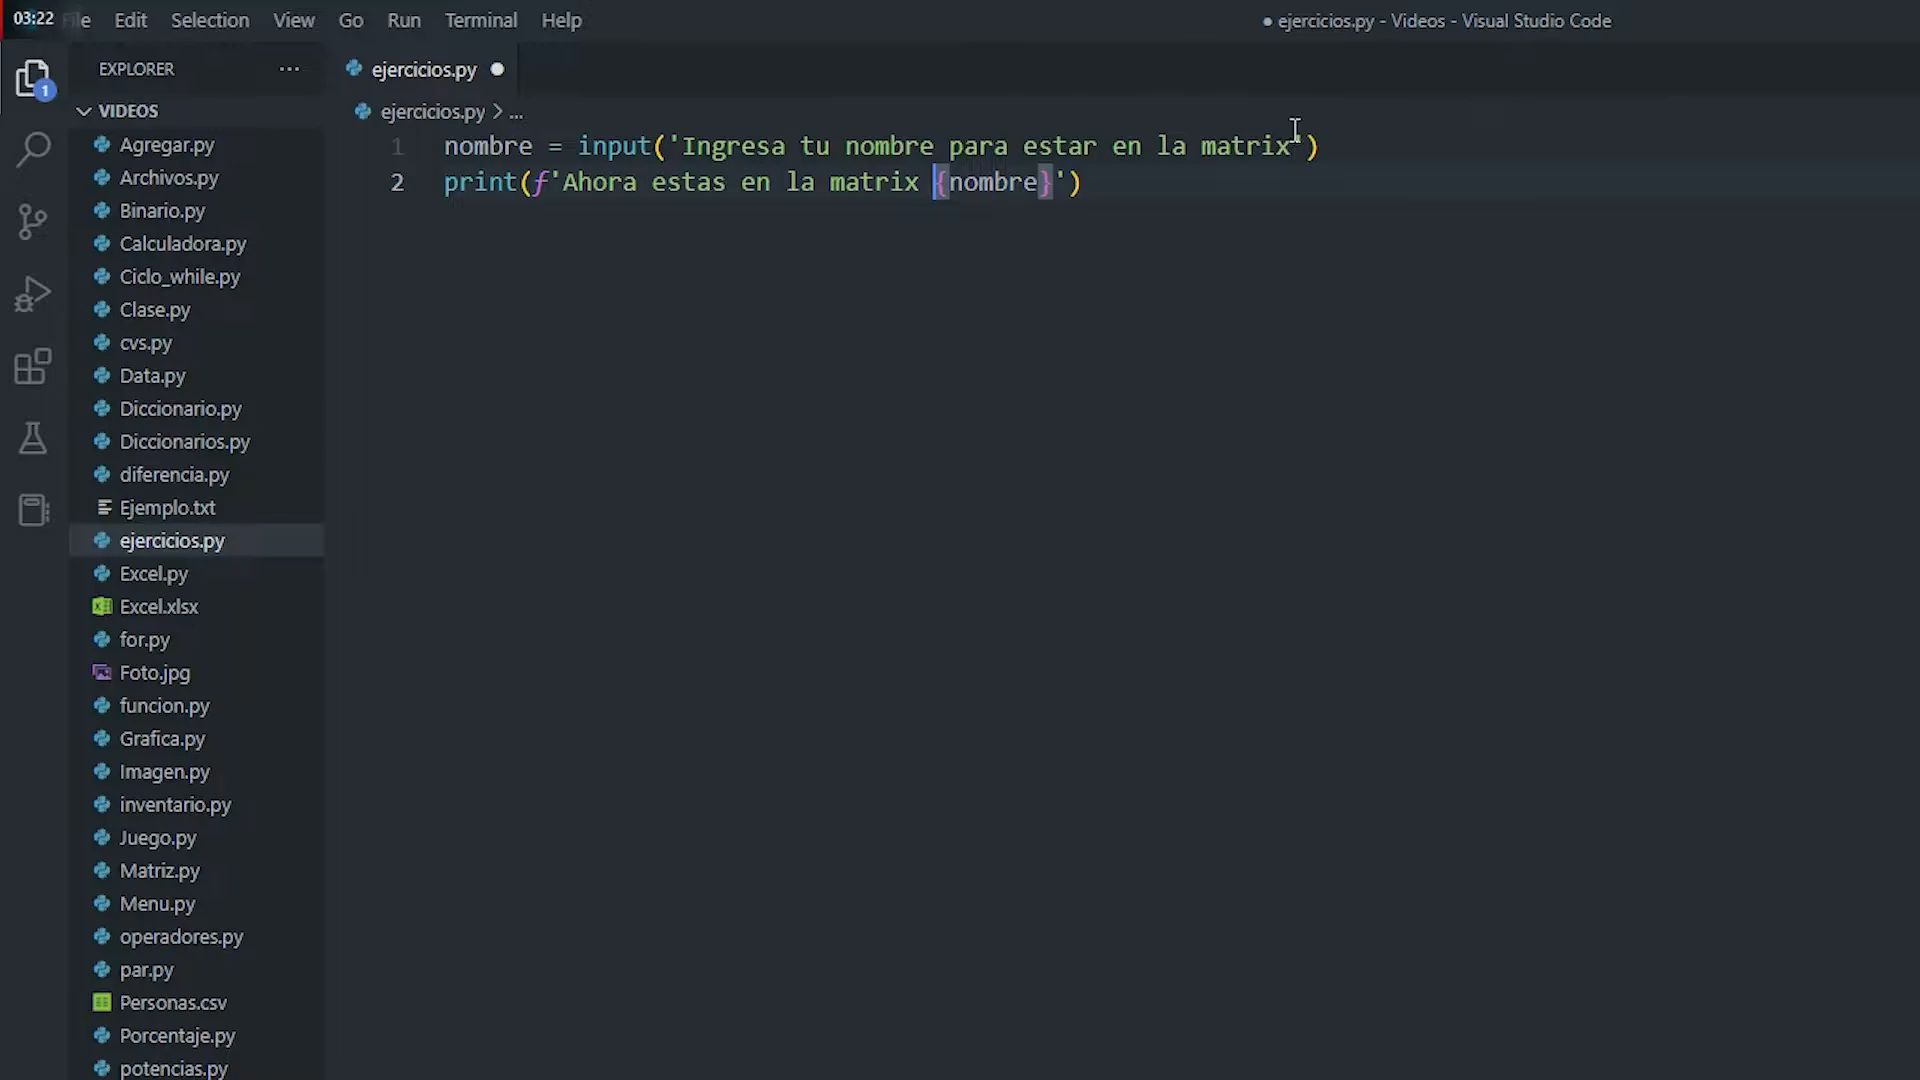 03:22 File Edit Selection View Go Run Terminal Help ● ejercicios.py - Videos - Visual Studio Code
EXPLORER ...
ejercicios.py
1
VIDEOS
ejercicios.py > ...
Agregar.py
Archivos.py
Binario.py
Calculadora.py
Ciclo_while.py
Clase.py
cvs.py
Data.py
Diccionario.py
Diccionarios.py
diferencia.py
Ejemplo.txt
ejercicios.py
Excel.py
Excel.xlsx
for.py
Foto.jpg
funcion.py
Grafica.py
Imagen.py
inventario.py
Juego.py
Matriz.py
Menu.py
operadores.py
par.py
Personas.csv
Porcentaje.py
potencias.py
1 nombre = input('Ingresa tu nombre para estar en la matrix')
2 print(f'Ahora estas en la matrix {nombre}')